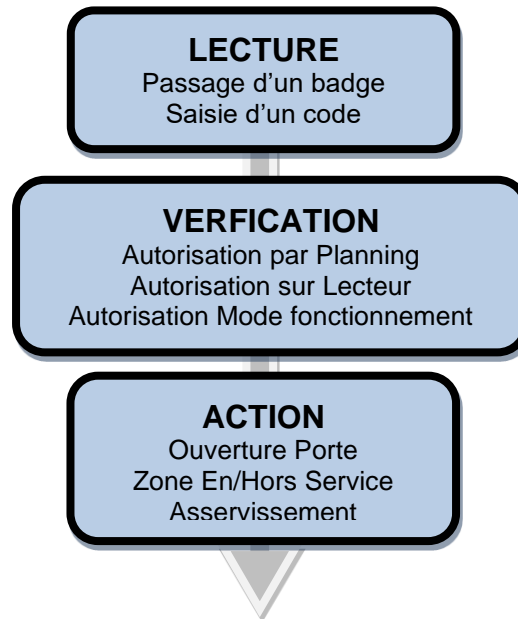 LECTURE
Passage d’un badge
Saisie d’un code
VERFICATION
Autorisation par Planning
Autorisation sur Lecteur
Autorisation Mode fonctionnement
ACTION
Ouverture Porte
Zone En/Hors Service
Asservissement